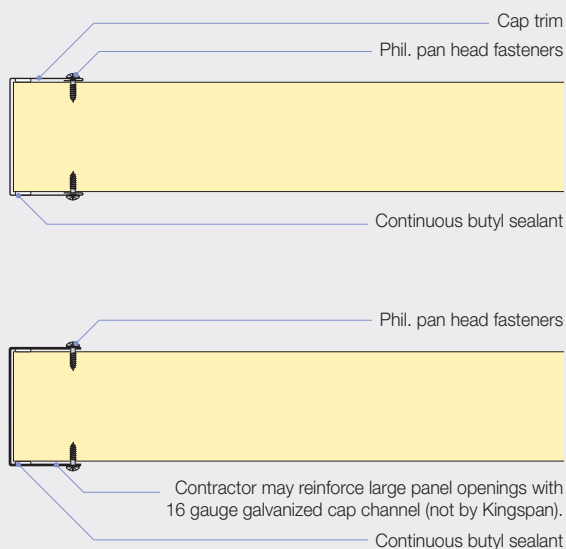 Cap trim
Phil. pan head fasteners
Continuous butyl sealant
Phil. pan head fasteners
Contractor may reinforce large panel openings with
16 gauge galvanized cap channel (not by Kingspan).
Continuous butyl sealant